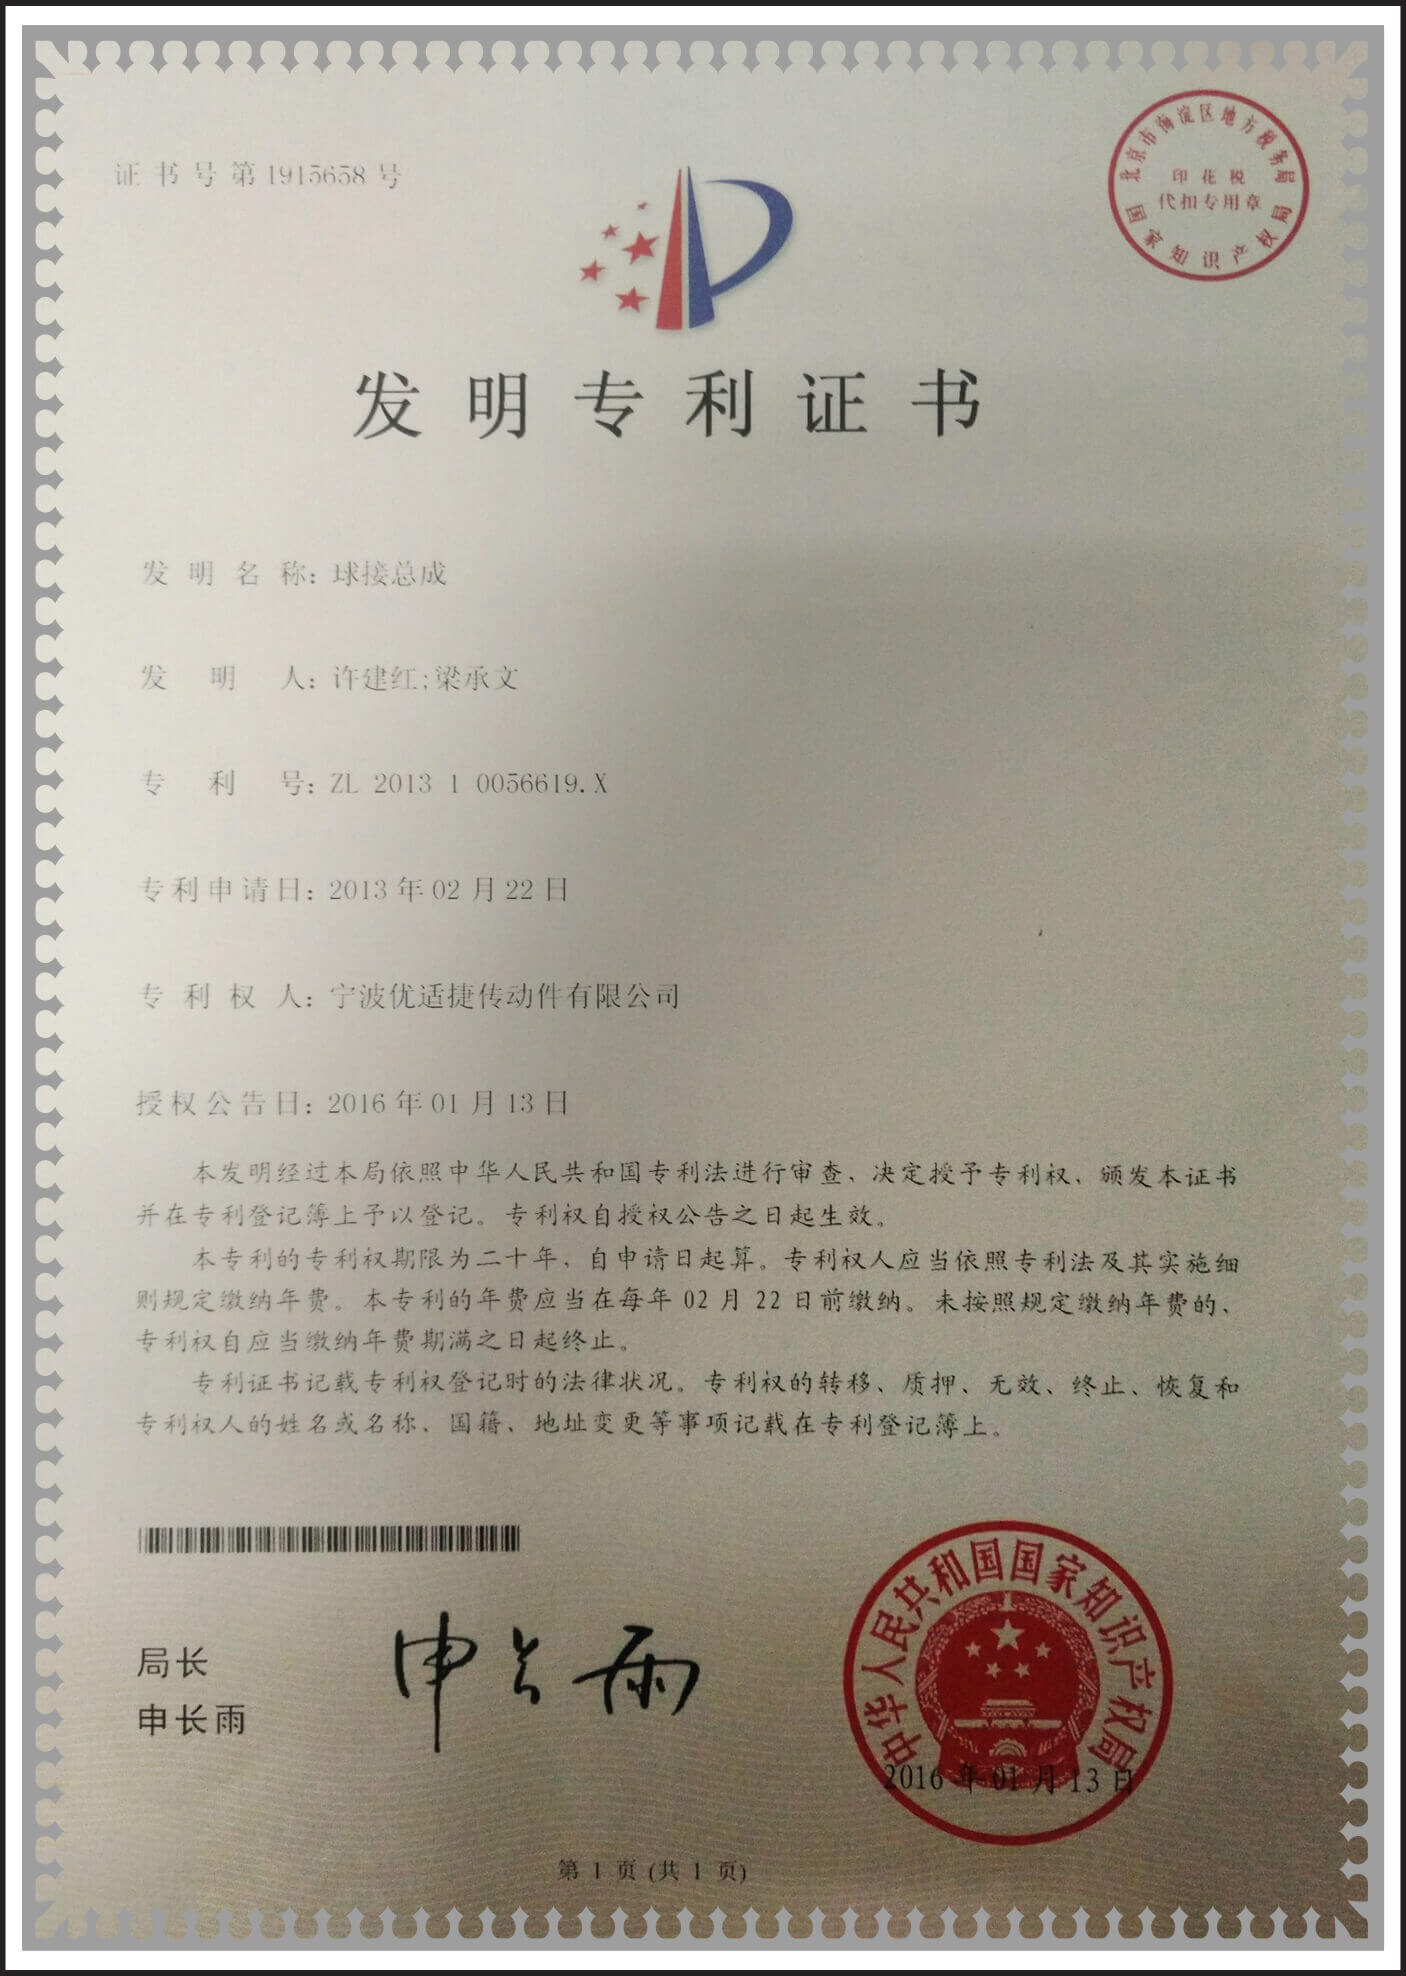 证书号第1915658号
北京市海淀区地方税务局
印花税
代扣专用章
国家知识产权局
发明专利证书
发明名称：球接总成
发明人：许建红;梁承文
专利号：ZL 2013 1 0056619.X
专利申请日：2013年02月22日
专利权人：宁波优适捷传动件有限公司
授权公告日：2016年01月13日
本发明经过本局依照中华人民共和国专利法进行审查、决定授予专利权、颁发本证书
并在专利登记簿上予以登记。专利权自授权公告之日起生效。
本专利的专利权期限为二十年、自申请日起算。专利权人应当依照专利法及其实施细
则规定缴纳年费。本专利的年费应当在每年02月22日前缴纳。未按照规定缴纳年费的、
专利权自应当缴纳年费期满之日起终止。
专利证书记载专利权登记时的法律状况。专利权的转移、质押、无效、终止、恢复和
专利权人的姓名或名称、国籍、地址变更等事项记载在专利登记簿上。
局长
申长雨
申长雨
中华人民共和国国家知识产权局
2016年01月13日
第1页(共1页)